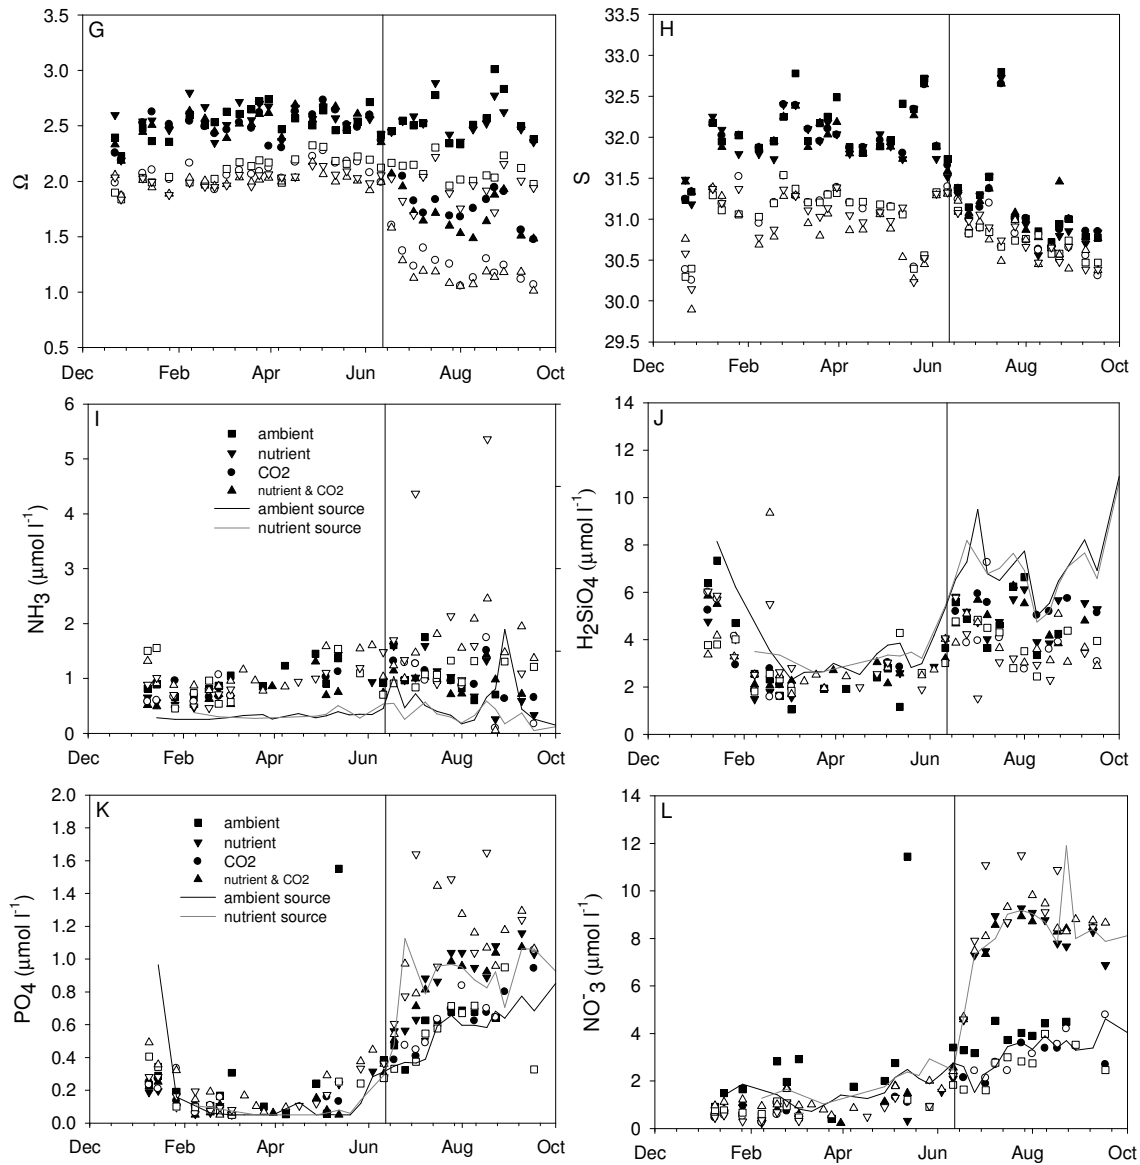 G
3.5
3.0
2.5
2.0
1.5
1.0
0.5
Ω
Dec Feb Apr Jun Aug Oct
H
33.5
33.0
32.5
32.0
31.5
31.0
30.5
30.0
29.5
S
Dec Feb Apr Jun Aug Oct
I
6
5
4
3
2
1
0
NH3 (μmol l-1)
ambient
nutrient
CO2
nutrient & CO2
ambient source
nutrient source
Dec Feb Apr Jun Aug Oct
J
14
12
10
8
6
4
2
0
H2SiO4 (μmol l-1)
Dec Feb Apr Jun Aug Oct
K
2.0
1.8
1.6
1.4
1.2
1.0
0.8
0.6
0.4
0.2
0.0
PO4 (μmol l-1)
ambient
nutrient
CO2
nutrient & CO2
ambient source
nutrient source
Dec Feb Apr Jun Aug Oct
L
14
12
10
8
6
4
2
0
NO-3 (μmol l-1)
Dec Feb Apr Jun Aug Oct